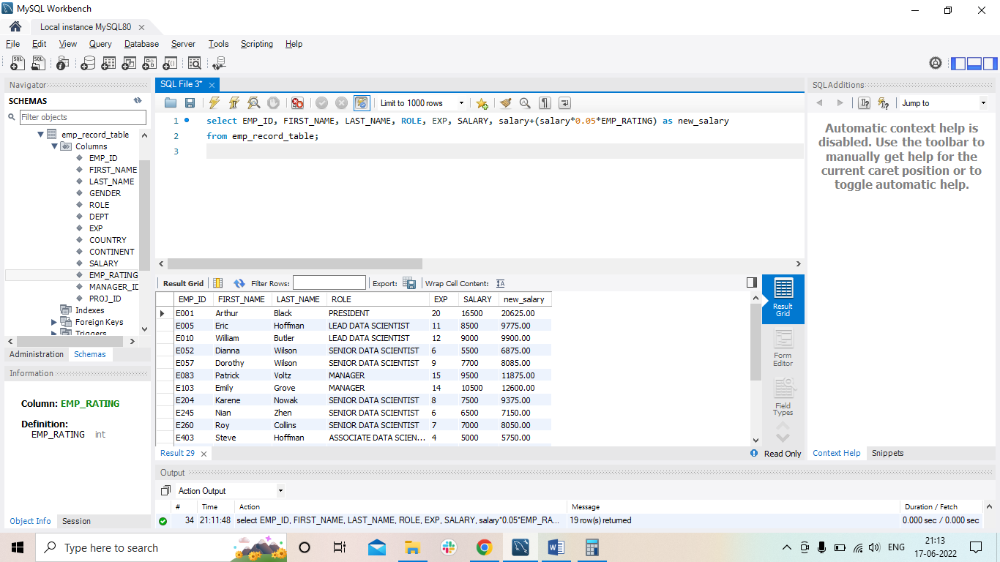 MySQL Workbench
Local instance MySQL80
File Edit View Query Database Server Tools Scripting Help
Navigator
SCHEMAS
Filter objects
emp_record_table
Columns
EMP_ID
FIRST_NAME
LAST_NAME
GENDER
ROLE
DEPT
EXP
COUNTRY
CONTINENT
SALARY
EMP_RATING
MANAGER_ID
PROJ_ID
Indexes
Foreign Keys
Triggers
Administration Schemas
Information
Column: EMP_RATING
Definition:
EMP_RATING int
Object Info Session
SQL File 3*
Limit to 1000 rows
1 select EMP_ID, FIRST_NAME, LAST_NAME, ROLE, EXP, SALARY, salary+(salary*0.05*EMP_RATING) as new_salary
2 from emp_record_table;
3
Result Grid Filter Rows: Export: Wrap Cell Content:
EMP_ID FIRST_NAME LAST_NAME ROLE EXP SALARY new_salary
E001 Arthur Black PRESIDENT 20 16500 20625.00
E005 Eric Hoffman LEAD DATA SCIENTIST 11 8500 9775.00
E010 William Butler LEAD DATA SCIENTIST 12 9000 9900.00
E052 Dianna Wilson SENIOR DATA SCIENTIST 6 5500 6875.00
E057 Dorothy Wilson SENIOR DATA SCIENTIST 9 7700 8085.00
E083 Patrick Voltz MANAGER 15 9500 11875.00
E103 Emily Grove MANAGER 14 10500 12600.00
E204 Karene Nowak SENIOR DATA SCIENTIST 8 7500 9375.00
E245 Nian Zhen SENIOR DATA SCIENTIST 6 6500 7150.00
E260 Roy Collins SENIOR DATA SCIENTIST 7 7000 8050.00
E403 Steve Hoffman ASSOCIATE DATA SCIEN... 4 5000 5750.00
Result Grid
Form Editor
Field Types
Result 29
Read Only
SQLAdditions
Jump to
Automatic context help is
disabled. Use the toolbar to
manually get help for the
current caret position or to
toggle automatic help.
Context Help Snippets
Output
Action Output
# Time Action Message Duration / Fetch
34 21:11:48 select EMP_ID, FIRST_NAME, LAST_NAME, ROLE, EXP, SALARY, salary*0.05*EMP_RA... 19 row(s) returned 0.000 sec / 0.000 sec
Type here to search
ENG
21:13
17-06-2022